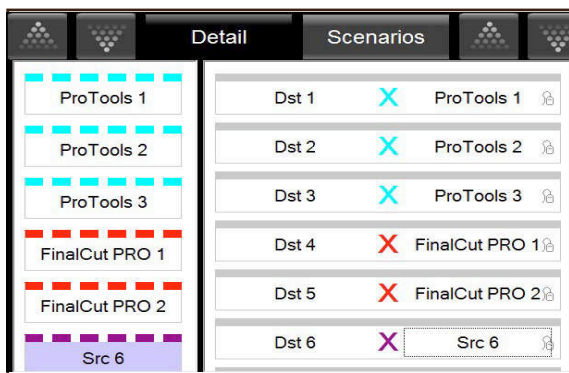 Detail Scenarios
ProTools 1
ProTools 2
ProTools 3
FinalCut PRO 1
FinalCut PRO 2
Src 6
Dst 1 X ProTools 1
Dst 2 X ProTools 2
Dst 3 X ProTools 3
Dst 4 X FinalCut PRO 1
Dst 5 X FinalCut PRO 2
Dst 6 X Src 6